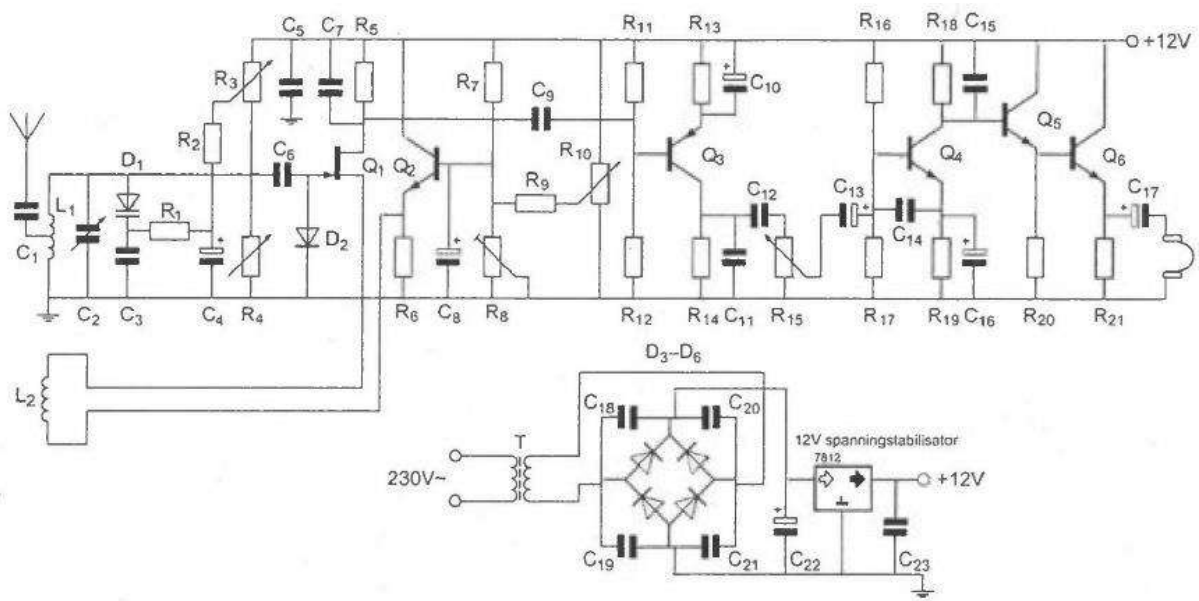 C5 C7 R5 R11 R13 R16 R18 C15
+12V
R3 R7 C9 C10
R2
D1 C6 Q1 Q2 R10 Q3 Q4 Q5 Q6
R9 C12 C13 C17
L1 R1 D2 C14
C1
C2 C3 C4 R4 R6 C8 R8 R12 R14 C11 R15 R17 R19 C16 R20 R21
D3–D6
L2
C18 C20
T
12V spanningstabilisator
7812
230V~
+12V
C19 C21 C22 C23